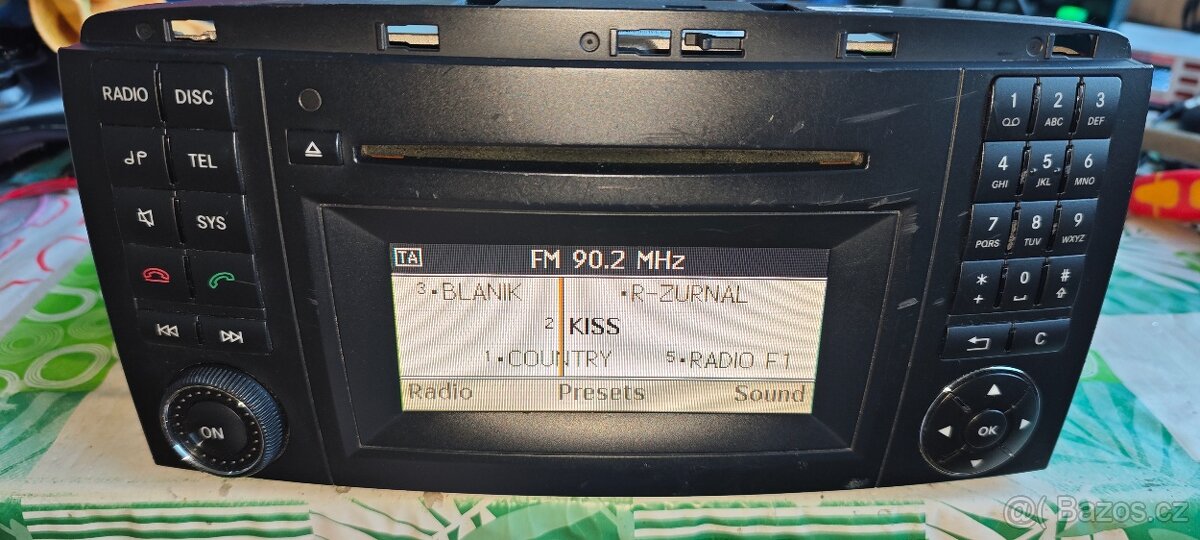 RADIO DISC
TEL
SYS
ON
TA FM 90.2 MHz
3 BLANIK R-ZURNAL
2 KISS
1 COUNTRY 5 RADIO F1
Radio Presets Sound
1 2 ABC 3 DEF
4 GHI 5 JKL 6 MNO
7 PQRS 8 TUV 9 WXYZ
* + 0 #
C
OK
Bazos.cz